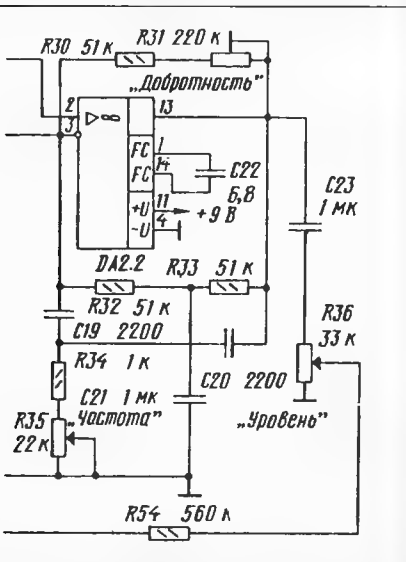 R30 51 к R31 220 к
„Добротность"
2
3
▷ ∞
13
FC 1
FC 14
C22
6,8
+U 11
-U 4
+9 В
C23
1 мк
DA2.2
R33
51 к
R32 51 к
R36
33 к
C19 2200
R34 1 к
C21 1 мк
C20 2200
„Частота"
R35
22 к
„Уровень"
R54 560 к